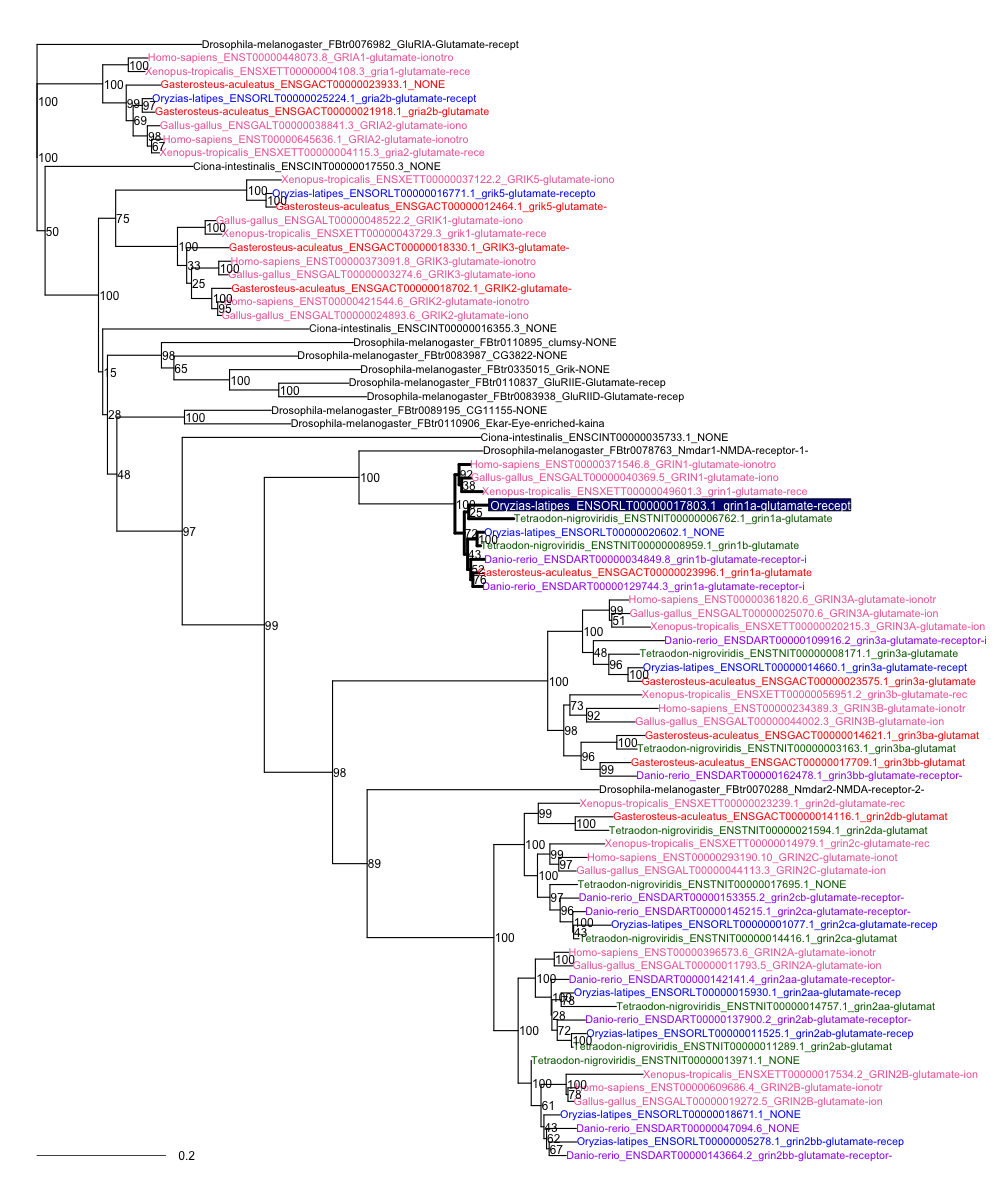 Drosophila-melanogaster_FBtr0076982_GluRIA-Glutamate-recept
Homo-sapiens_ENST00000448073.8_GRIA1-glutamate-ionotro
100
Xenopus-tropicalis_ENSXETT00000004108.3_gria1-glutamate-rece
100
Gasterosteus-aculeatus_ENSGACT00000023933.1_NONE
100
Oryzias-latipes_ENSORLT00000025224.1_gria2b-glutamate-recept
99
97
Gasterosteus-aculeatus_ENSGACT00000021918.1_gria2b-glutamate
69
Gallus-gallus_ENSGALT00000038841.3_GRIA2-glutamate-iono
98
Homo-sapiens_ENST00000645636.1_GRIA2-glutamate-ionotro
67
Xenopus-tropicalis_ENSXETT00000004115.3_gria2-glutamate-rece
100
Ciona-intestinalis_ENSCINT00000017550.3_NONE
Xenopus-tropicalis_ENSXETT00000037122.2_GRIK5-glutamate-iono
100
Oryzias-latipes_ENSORLT00000016771.1_grik5-glutamate-recepto
100
Gasterosteus-aculeatus_ENSGACT00000012464.1_grik5-glutamate-
75
Gallus-gallus_ENSGALT00000048522.2_GRIK1-glutamate-iono
100
Xenopus-tropicalis_ENSXETT00000043729.3_grik1-glutamate-rece
50
100
Gasterosteus-aculeatus_ENSGACT00000018330.1_GRIK3-glutamate-
Homo-sapiens_ENST00000373091.8_GRIK3-glutamate-ionotro
33
100
Gallus-gallus_ENSGALT00000003274.6_GRIK3-glutamate-iono
25
Gasterosteus-aculeatus_ENSGACT00000018702.1_GRIK2-glutamate-
100
100
Homo-sapiens_ENST00000421544.6_GRIK2-glutamate-ionotro
95
Gallus-gallus_ENSGALT00000024893.6_GRIK2-glutamate-iono
Ciona-intestinalis_ENSCINT00000016355.3_NONE
Drosophila-melanogaster_FBtr0110895_clumsy-NONE
98
Drosophila-melanogaster_FBtr0083987_CG3822-NONE
15
65
Drosophila-melanogaster_FBtr0335015_Grik-NONE
100
Drosophila-melanogaster_FBtr0110837_GluRIIE-Glutamate-recep
100
Drosophila-melanogaster_FBtr0083938_GluRIID-Glutamate-recep
28
Drosophila-melanogaster_FBtr0089195_CG11155-NONE
100
Drosophila-melanogaster_FBtr0110906_Ekar-Eye-enriched-kaina
Ciona-intestinalis_ENSCINT00000035733.1_NONE
Drosophila-melanogaster_FBtr0078763_Nmdar1-NMDA-receptor-1-
48
Homo-sapiens_ENST00000371546.8_GRIN1-glutamate-ionotro
100
92
Gallus-gallus_ENSGALT00000040369.5_GRIN1-glutamate-iono
38
Xenopus-tropicalis_ENSXETT00000049601.3_grin1-glutamate-rece
100
Oryzias-latipes_ENSORLT00000017803.1_grin1a-glutamate-recept
25
Tetraodon-nigroviridis_ENSTNIT00000006762.1_grin1a-glutamate
97
72
Oryzias-latipes_ENSORLT00000020602.1_NONE
100
Tetraodon-nigroviridis_ENSTNIT00000008959.1_grin1b-glutamate
43
Danio-rerio_ENSDART00000034849.8_grin1b-glutamate-receptor-i
52
Gasterosteus-aculeatus_ENSGACT00000023996.1_grin1a-glutamate
76
Danio-rerio_ENSDART00000129744.3_grin1a-glutamate-receptor-i
Homo-sapiens_ENST00000361820.6_GRIN3A-glutamate-ionotr
99
Gallus-gallus_ENSGALT00000025070.6_GRIN3A-glutamate-ion
51
Xenopus-tropicalis_ENSXETT00000020215.3_GRIN3A-glutamate-ion
99
100
Danio-rerio_ENSDART00000109916.2_grin3a-glutamate-receptor-i
48
Tetraodon-nigroviridis_ENSTNIT00000008171.1_grin3a-glutamate
96
Oryzias-latipes_ENSORLT00000014660.1_grin3a-glutamate-recept
100
Gasterosteus-aculeatus_ENSGACT00000023575.1_grin3a-glutamate
100
Xenopus-tropicalis_ENSXETT00000056951.2_grin3b-glutamate-rec
73
Homo-sapiens_ENST00000234389.3_GRIN3B-glutamate-ionotr
92
Gallus-gallus_ENSGALT00000044002.3_GRIN3B-glutamate-ion
98
Gasterosteus-aculeatus_ENSGACT00000014621.1_grin3ba-glutamat
100
Tetraodon-nigroviridis_ENSTNIT00000003163.1_grin3ba-glutamat
96
Gasterosteus-aculeatus_ENSGACT00000017709.1_grin3bb-glutamat
99
Danio-rerio_ENSDART00000162478.1_grin3bb-glutamate-receptor-
98
Drosophila-melanogaster_FBtr0070288_Nmdar2-NMDA-receptor-2-
Xenopus-tropicalis_ENSXETT00000023239.1_grin2d-glutamate-rec
99
Gasterosteus-aculeatus_ENSGACT00000014116.1_grin2db-glutamat
100
Tetraodon-nigroviridis_ENSTNIT00000021594.1_grin2da-glutamat
100
Xenopus-tropicalis_ENSXETT00000014979.1_grin2c-glutamate-rec
99
Homo-sapiens_ENST00000293190.10_GRIN2C-glutamate-ionot
89
97
Gallus-gallus_ENSGALT00000044113.3_GRIN2C-glutamate-ion
100
Tetraodon-nigroviridis_ENSTNIT00000017695.1_NONE
97
Danio-rerio_ENSDART00000153355.2_grin2cb-glutamate-receptor-
96
Danio-rerio_ENSDART00000145215.1_grin2ca-glutamate-receptor-
100
Oryzias-latipes_ENSORLT00000001077.1_grin2ca-glutamate-recep
43
Tetraodon-nigroviridis_ENSTNIT00000014416.1_grin2ca-glutamat
100
Homo-sapiens_ENST00000396573.6_GRIN2A-glutamate-ionotr
100
Gallus-gallus_ENSGALT00000011793.5_GRIN2A-glutamate-ion
100
Danio-rerio_ENSDART00000142141.4_grin2aa-glutamate-receptor-
Oryzias-latipes_ENSORLT00000015930.1_grin2aa-glutamate-recep
100
78
Tetraodon-nigroviridis_ENSTNIT00000014757.1_grin2aa-glutamat
28
Danio-rerio_ENSDART00000137900.2_grin2ab-glutamate-receptor-
100
72
Oryzias-latipes_ENSORLT00000011525.1_grin2ab-glutamate-recep
100
Tetraodon-nigroviridis_ENSTNIT00000011289.1_grin2ab-glutamat
Tetraodon-nigroviridis_ENSTNIT00000013971.1_NONE
Xenopus-tropicalis_ENSXETT00000017534.2_GRIN2B-glutamate-ion
100
100
Homo-sapiens_ENST00000609686.4_GRIN2B-glutamate-ionotr
78
Gallus-gallus_ENSGALT00000019272.5_GRIN2B-glutamate-ion
61
Oryzias-latipes_ENSORLT00000018671.1_NONE
43
Danio-rerio_ENSDART00000047094.6_NONE
62
Oryzias-latipes_ENSORLT00000005278.1_grin2bb-glutamate-recep
67
Danio-rerio_ENSDART00000143664.2_grin2bb-glutamate-receptor-
0.2